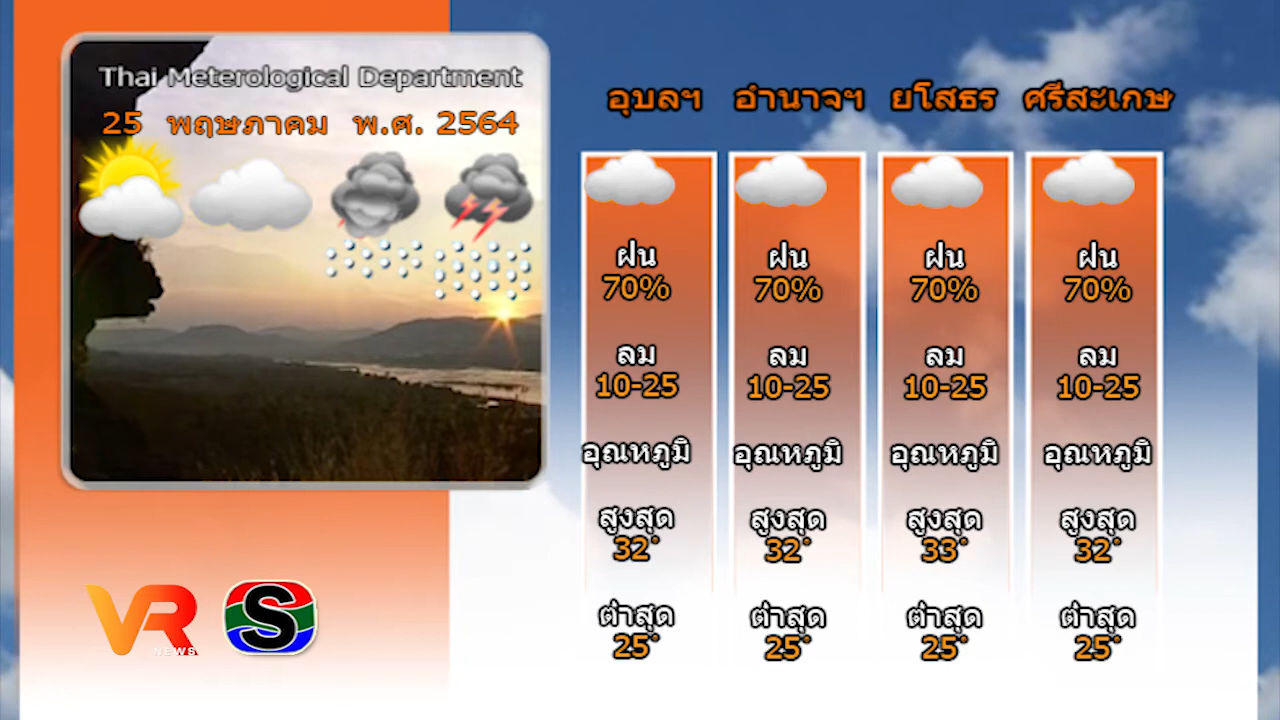 Thai Meterological Department
25 พฤษภาคม พ.ศ. 2564
อุบลฯ อำนาจฯ ยโสธร ศรีสะเกษ
ฝน ฝน ฝน ฝน
70% 70% 70% 70%
ลม ลม ลม ลม
10-25 10-25 10-25 10-25
อุณหภูมิ อุณหภูมิ อุณหภูมิ อุณหภูมิ
สูงสุด สูงสุด สูงสุด สูงสุด
32° 32° 33° 32°
ต่ำสุด ต่ำสุด ต่ำสุด ต่ำสุด
25° 25° 25° 25°
VR S
NEWS